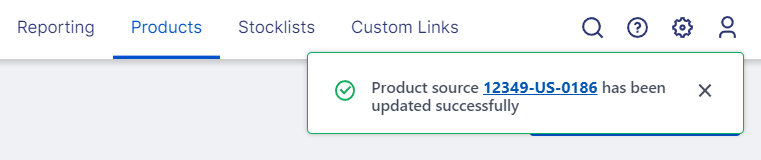 Reporting Products Stocklists Custom Links
Product source 12349-US-0186 has been
updated successfully